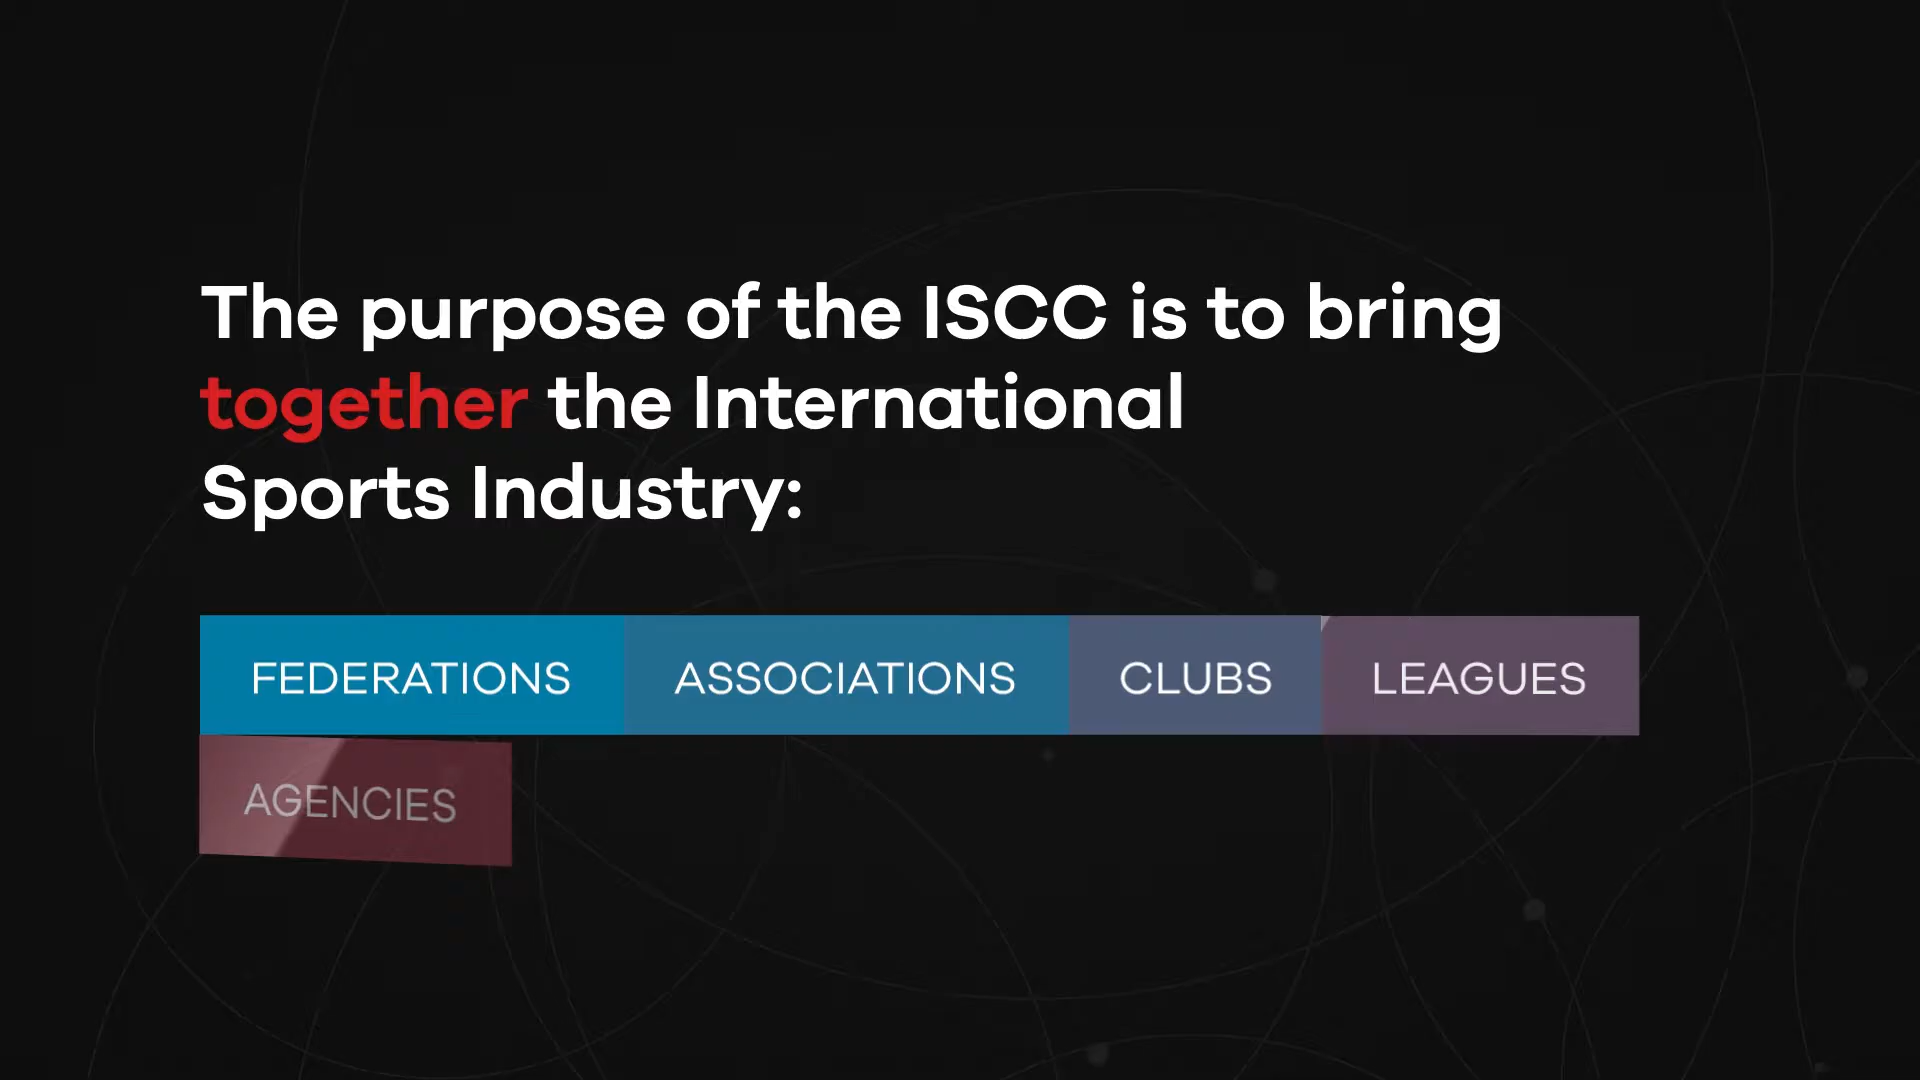 The purpose of the ISCC is to bring
together the International
Sports Industry:
FEDERATIONS ASSOCIATIONS CLUBS LEAGUES
AGENCIES